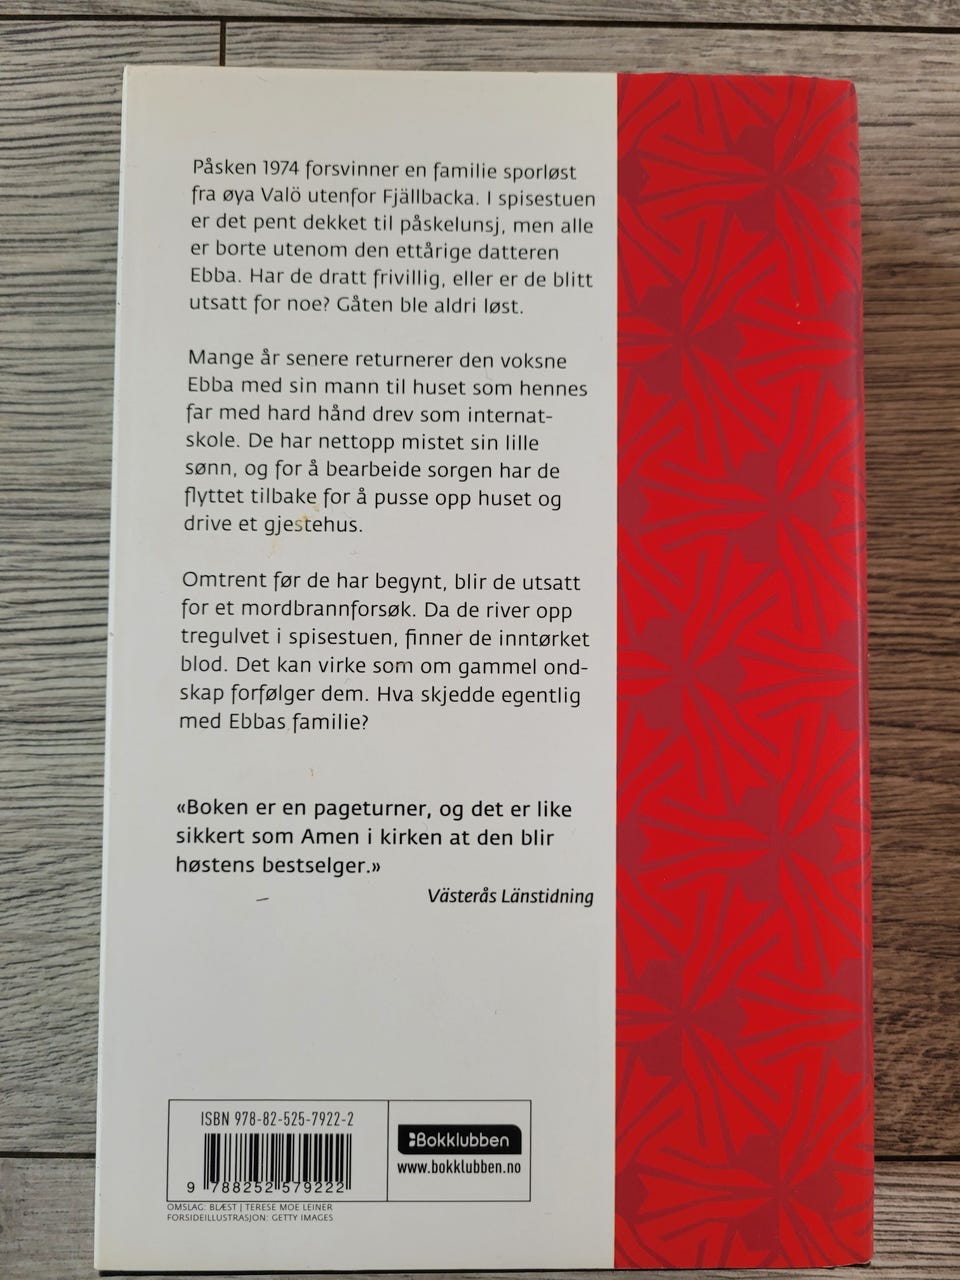 Påsken 1974 forsvinner en familie sporløst
fra øya Valö utenfor Fjällbacka. I spisestuen
er det pent dekket til påskelunsj, men alle
er borte utenom den ettårige datteren
Ebba. Har de dratt frivillig, eller er de blitt
utsatt for noe? Gåten ble aldri løst.
Mange år senere returnerer den voksne
Ebba med sin mann til huset som hennes
far med hard hånd drev som internat-
skole. De har nettopp mistet sin lille
sønn, og for å bearbeide sorgen har de
flyttet tilbake for å pusse opp huset og
drive et gjestehus.
Omtrent før de har begynt, blir de utsatt
for et mordbrannforsøk. Da de river opp
tregulvet i spisestuen, finner de inntørket
blod. Det kan virke som om gammel ond-
skap forfølger dem. Hva skjedde egentlig
med Ebbas familie?
«Boken er en pageturner, og det er like
sikkert som Amen i kirken at den blir
høstens bestselger.»
Västerås Länstidning
ISBN 978-82-525-7922-2
9 788252 579222
Bokklubben
www.bokklubben.no
OMSLAG: BLÆST | TERESE MOE LEINER
FORSIDEILLUSTRASJON: GETTY IMAGES